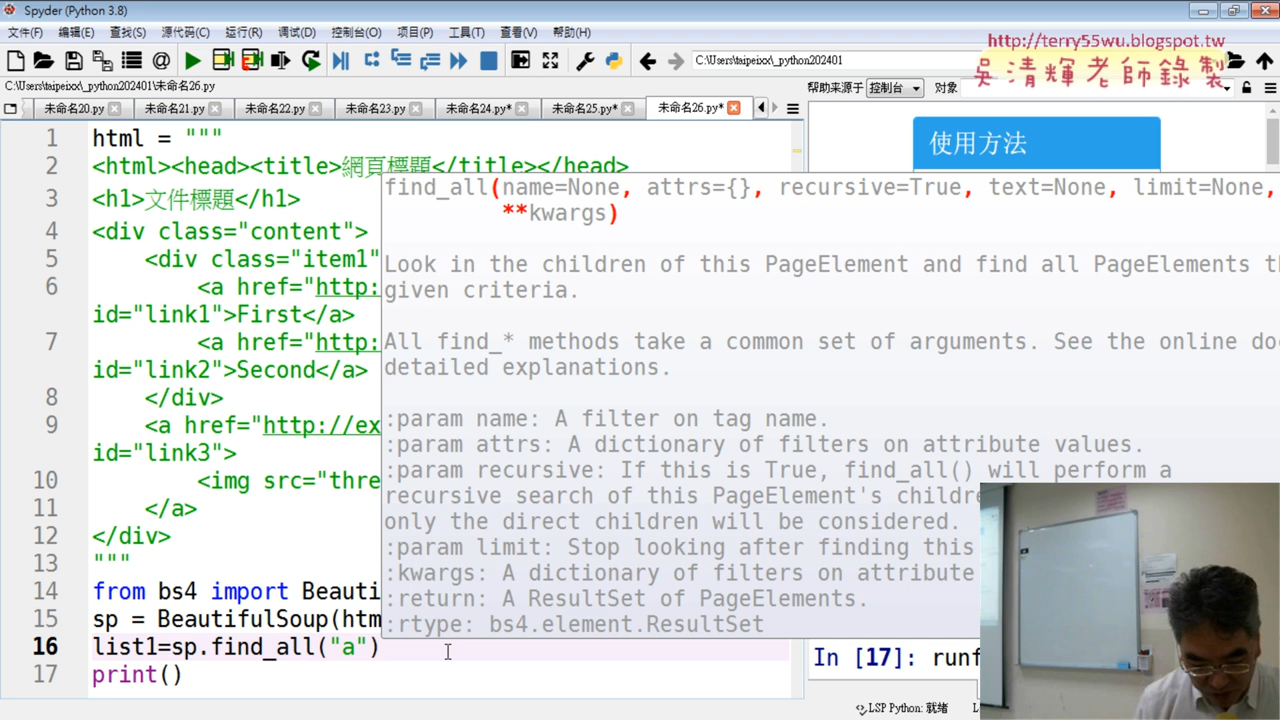 Spyder (Python 3.8)
文件(F) 编辑(E) 查找(S) 源代码(C) 运行(R) 调试(D) 控制台(O) 项目(P) 工具(T) 查看(V) 帮助(H)
C:\Users\taipeixx\_python202401
http://terry55wu.blogspot.tw
吳清輝老師錄製
C:\Users\taipeixx\_python202401\未命名26.py
未命名20.py 未命名21.py 未命名22.py 未命名23.py 未命名24.py* 未命名25.py* 未命名26.py*
帮助来源于 控制台 对象
使用方法
1 html = """
2 <html><head><title>網頁標題</title></head>
3 <h1>文件標題</h1>
4 <div class="content">
5 <div class="item1"
6 <a href="http:
id="link1">First</a>
7 <a href="http:
id="link2">Second</a>
8 </div>
9 <a href="http://ex
id="link3">
10 <img src="thre
11 </a>
12 </div>
13 """
14 from bs4 import Beauti
15 sp = BeautifulSoup(htm
16 list1=sp.find_all("a")
17 print()
find_all(name=None, attrs={}, recursive=True, text=None, limit=None,
**kwargs)
Look in the children of this PageElement and find all PageElements th
given criteria.
All find_* methods take a common set of arguments. See the online do
detailed explanations.
:param name: A filter on tag name.
:param attrs: A dictionary of filters on attribute values.
:param recursive: If this is True, find_all() will perform a
recursive search of this PageElement's childre
only the direct children will be considered.
:param limit: Stop looking after finding this
:kwargs: A dictionary of filters on attribute
:return: A ResultSet of PageElements.
:rtype: bs4.element.ResultSet
In [17]: runf
LSP Python: 就绪